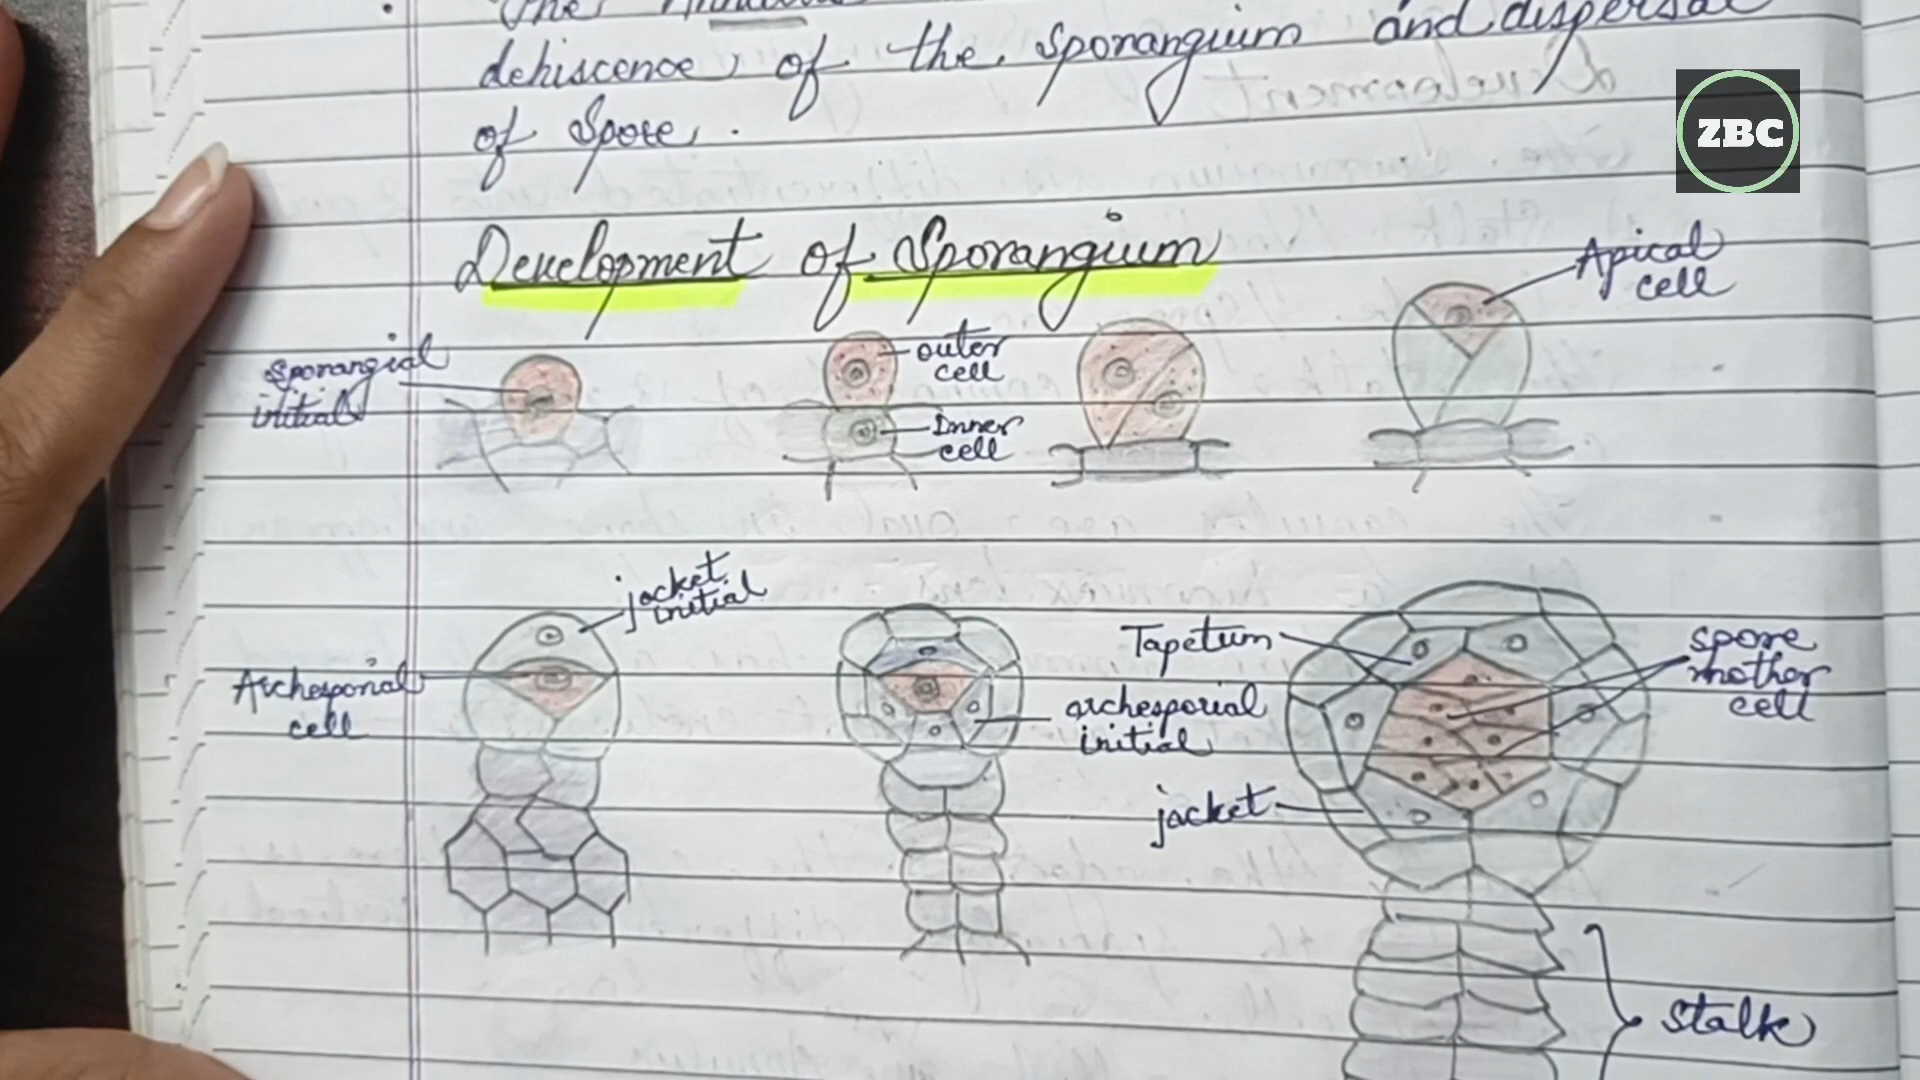 The
dehiscence of the sporangium and dispersal
of Spore.
ZBC
Development of Sporangium
Apical
cell
sporangial
initial
outer
cell
Inner
cell
jacket
initial
Archesporial
cell
Tapetum
spore
mother
cell
archesporial
initial
jacket
Stalk